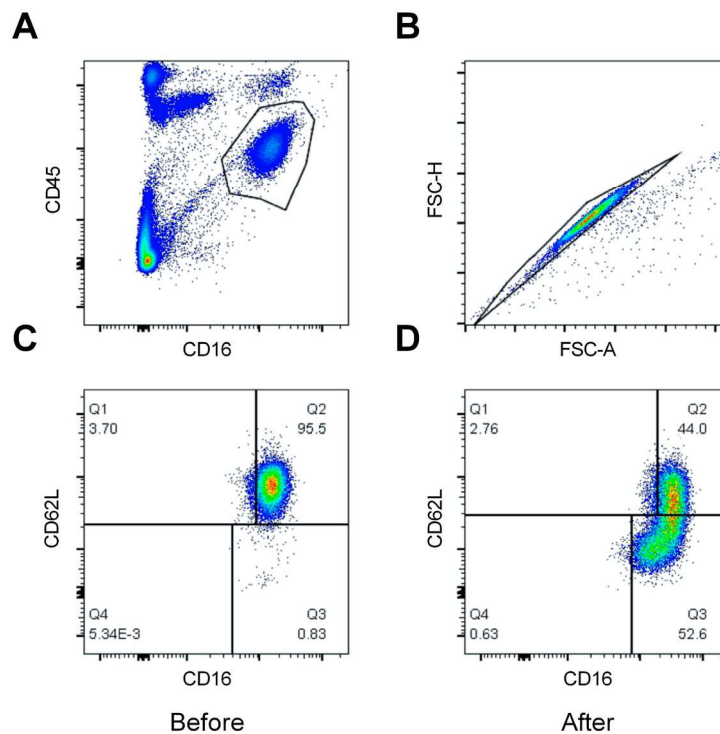 A
B
CD45
CD16
FSC-H
FSC-A
C
D
Q1
3.70
Q2
95.5
Q4
5.34E-3
Q3
0.83
CD62L
CD16
Before
Q1
2.76
Q2
44.0
Q4
0.63
Q3
52.6
CD62L
CD16
After